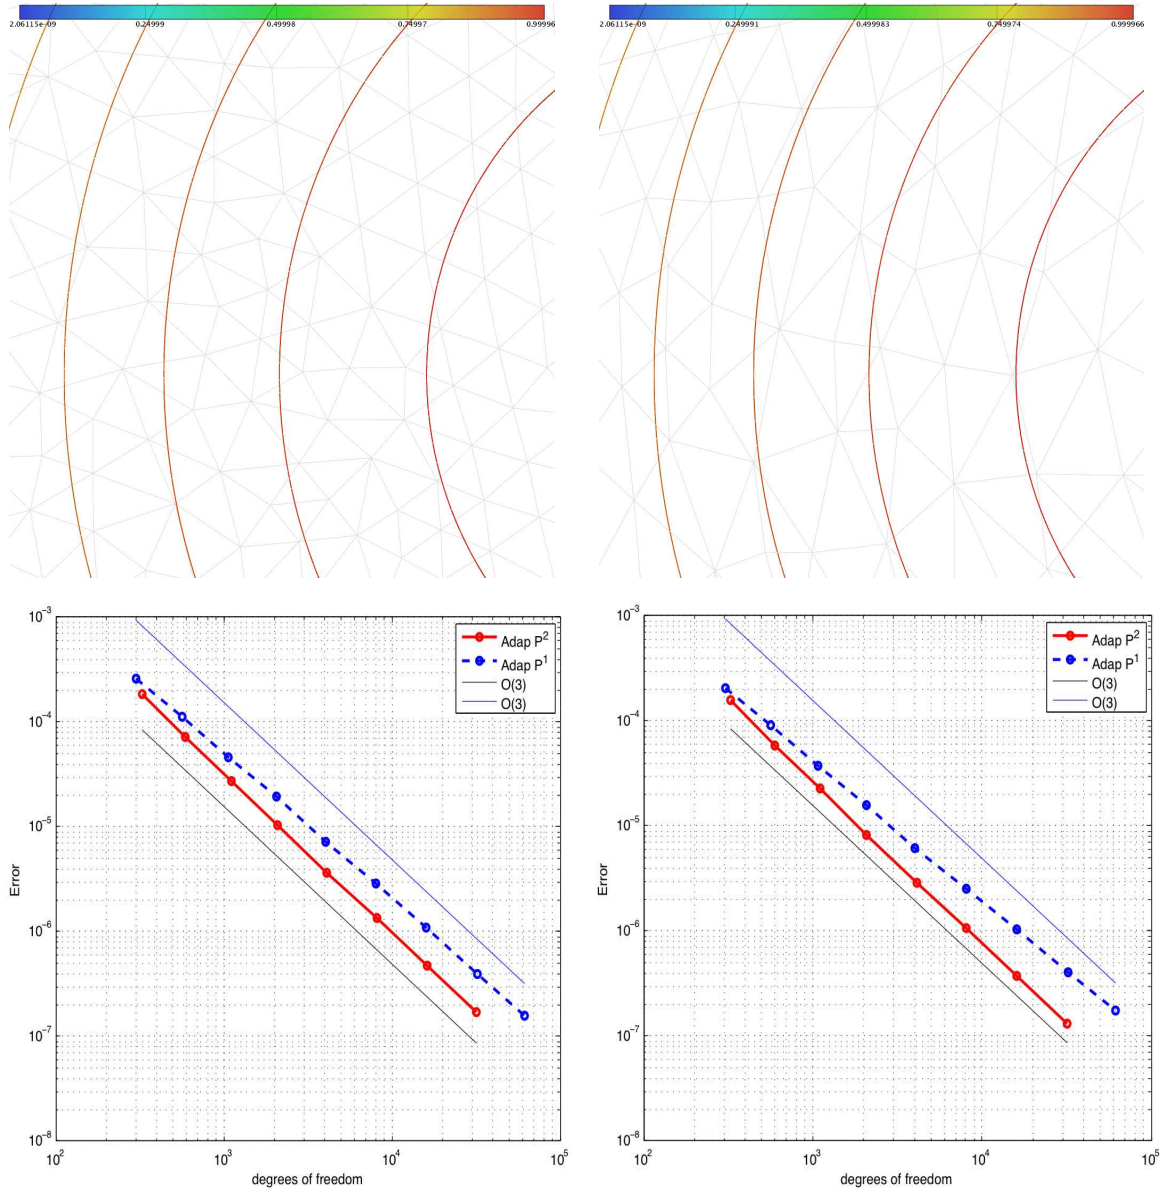 2.06115e-09 0.24999 0.49998 0.74997 0.99996
2.06115e-09 0.249991 0.499983 0.749974 0.999966
10^-3
10^-4
10^-5
10^-6
10^-7
10^-8
Error
Adap P^2
Adap P^1
O(3)
O(3)
10^2 10^3 10^4 10^5
degrees of freedom
10^-3
10^-4
10^-5
10^-6
10^-7
10^-8
Error
Adap P^2
Adap P^1
O(3)
O(3)
10^2 10^3 10^4 10^5
degrees of freedom